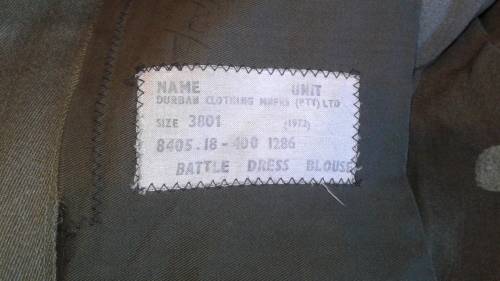 NAME UNIT
DURBAN CLOTHING MNFRS (PTY) LTD
SIZE 3801 (1972)
8405.18-400 1286
BATTLE DRESS BLOUSE